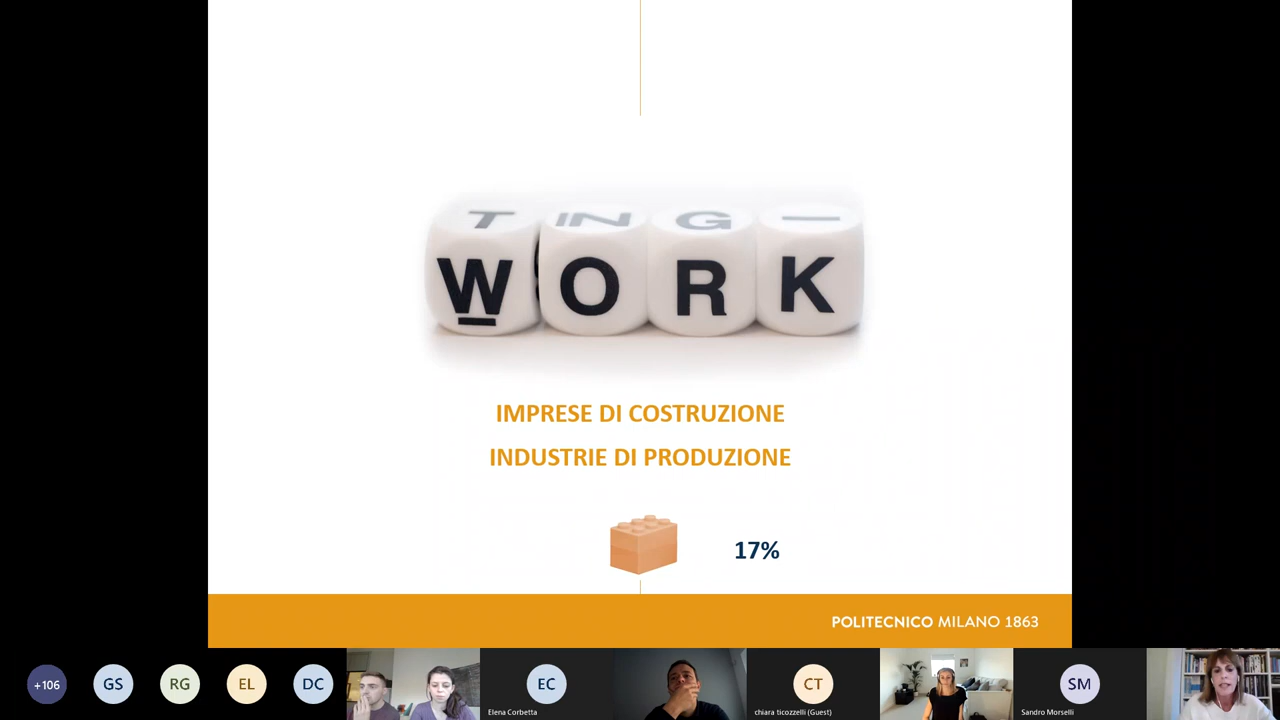 T IN G —
WORK
IMPRESE DI COSTRUZIONE
INDUSTRIE DI PRODUZIONE
17%
POLITECNICO MILANO 1863
+106
GS
RG
EL
DC
EC
Elena Corbetta
CT
chiara ticozzelli (Guest)
SM
Sandro Morselli